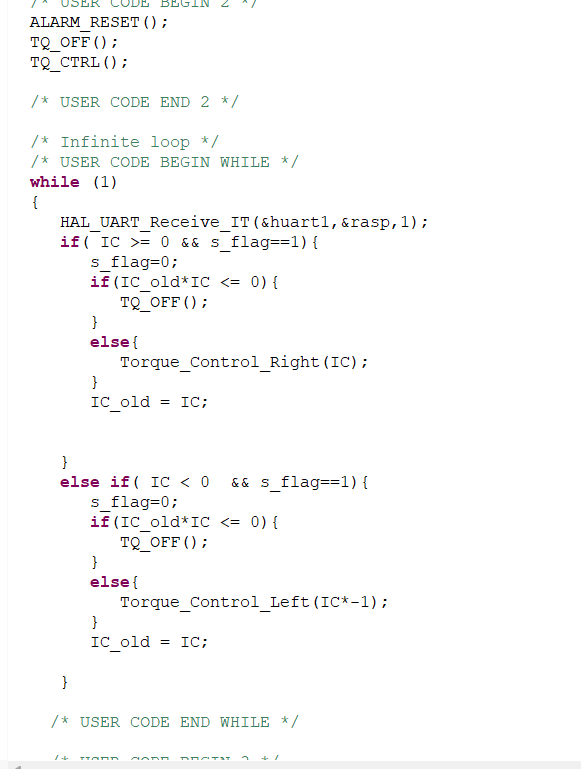 /* USER CODE BEGIN 2 */
ALARM_RESET();
TQ_OFF();
TQ_CTRL();
/* USER CODE END 2 */
/* Infinite loop */
/* USER CODE BEGIN WHILE */
while (1)
{
HAL_UART_Receive_IT(&huart1,&rasp,1);
if( IC >= 0 && s_flag==1){
s_flag=0;
if(IC_old*IC <= 0){
TQ_OFF();
}
else{
Torque_Control_Right(IC);
}
IC_old = IC;
}
else if( IC < 0  && s_flag==1){
s_flag=0;
if(IC_old*IC <= 0){
TQ_OFF();
}
else{
Torque_Control_Left(IC*-1);
}
IC_old = IC;
}
/* USER CODE END WHILE */
/* USER CODE BEGIN 3 */